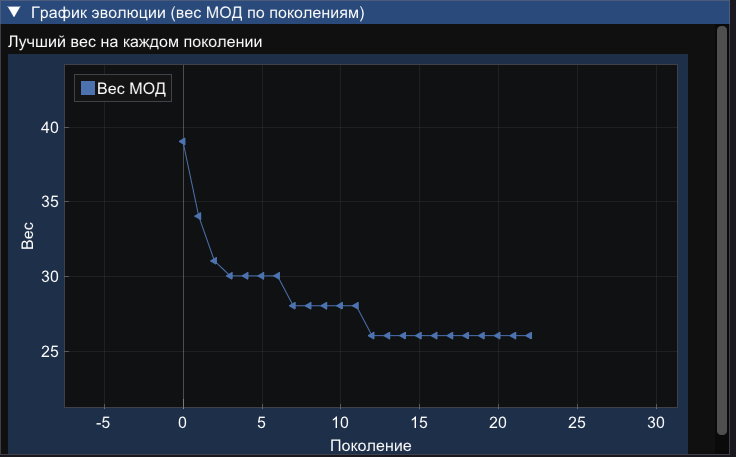 График эволюции (вес МОД по поколениям)
Лучший вес на каждом поколении
Вес МОД
40
35
30
25
Вес
-5 0 5 10 15 20 25 30
Поколение